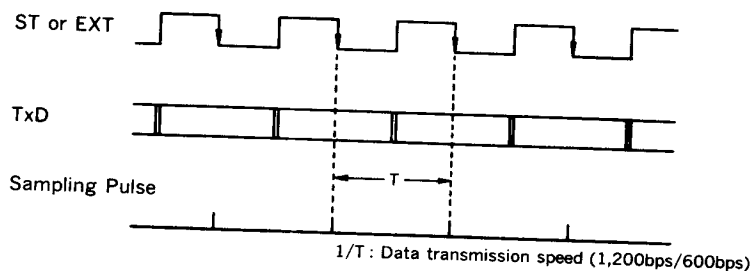 ST or EXT
TxD
T
Sampling Pulse
1/T : Data transmission speed (1,200bps/600bps)